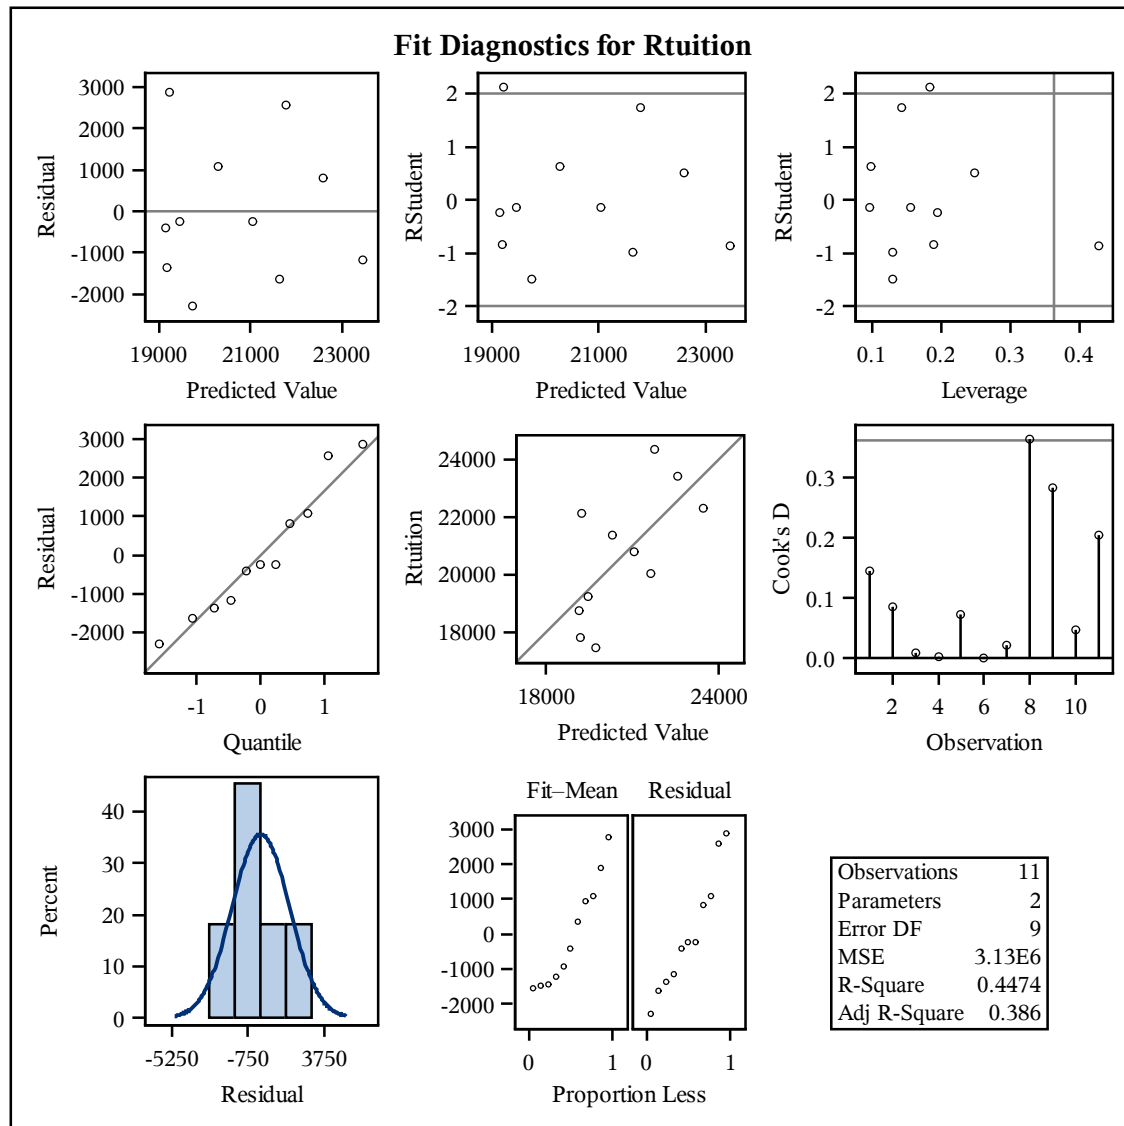 Fit Diagnostics for Rtuition
3000
2000
1000
0
-1000
-2000
Residual
19000 21000 23000
Predicted Value
2
1
0
-1
-2
RStudent
19000 21000 23000
Predicted Value
2
1
0
-1
-2
RStudent
0.1 0.2 0.3 0.4
Leverage
3000
2000
1000
0
-1000
-2000
Residual
-1 0 1
Quantile
24000
22000
20000
18000
Rtuition
18000 24000
Predicted Value
0.3
0.2
0.1
0.0
Cook's D
2 4 6 8 10
Observation
40
30
20
10
0
Percent
-5250 -750 3750
Residual
Fit–Mean Residual
3000
2000
1000
0
-1000
-2000
0 1 0 1
Proportion Less
Observations 11
Parameters 2
Error DF 9
MSE 3.13E6
R-Square 0.4474
Adj R-Square 0.386